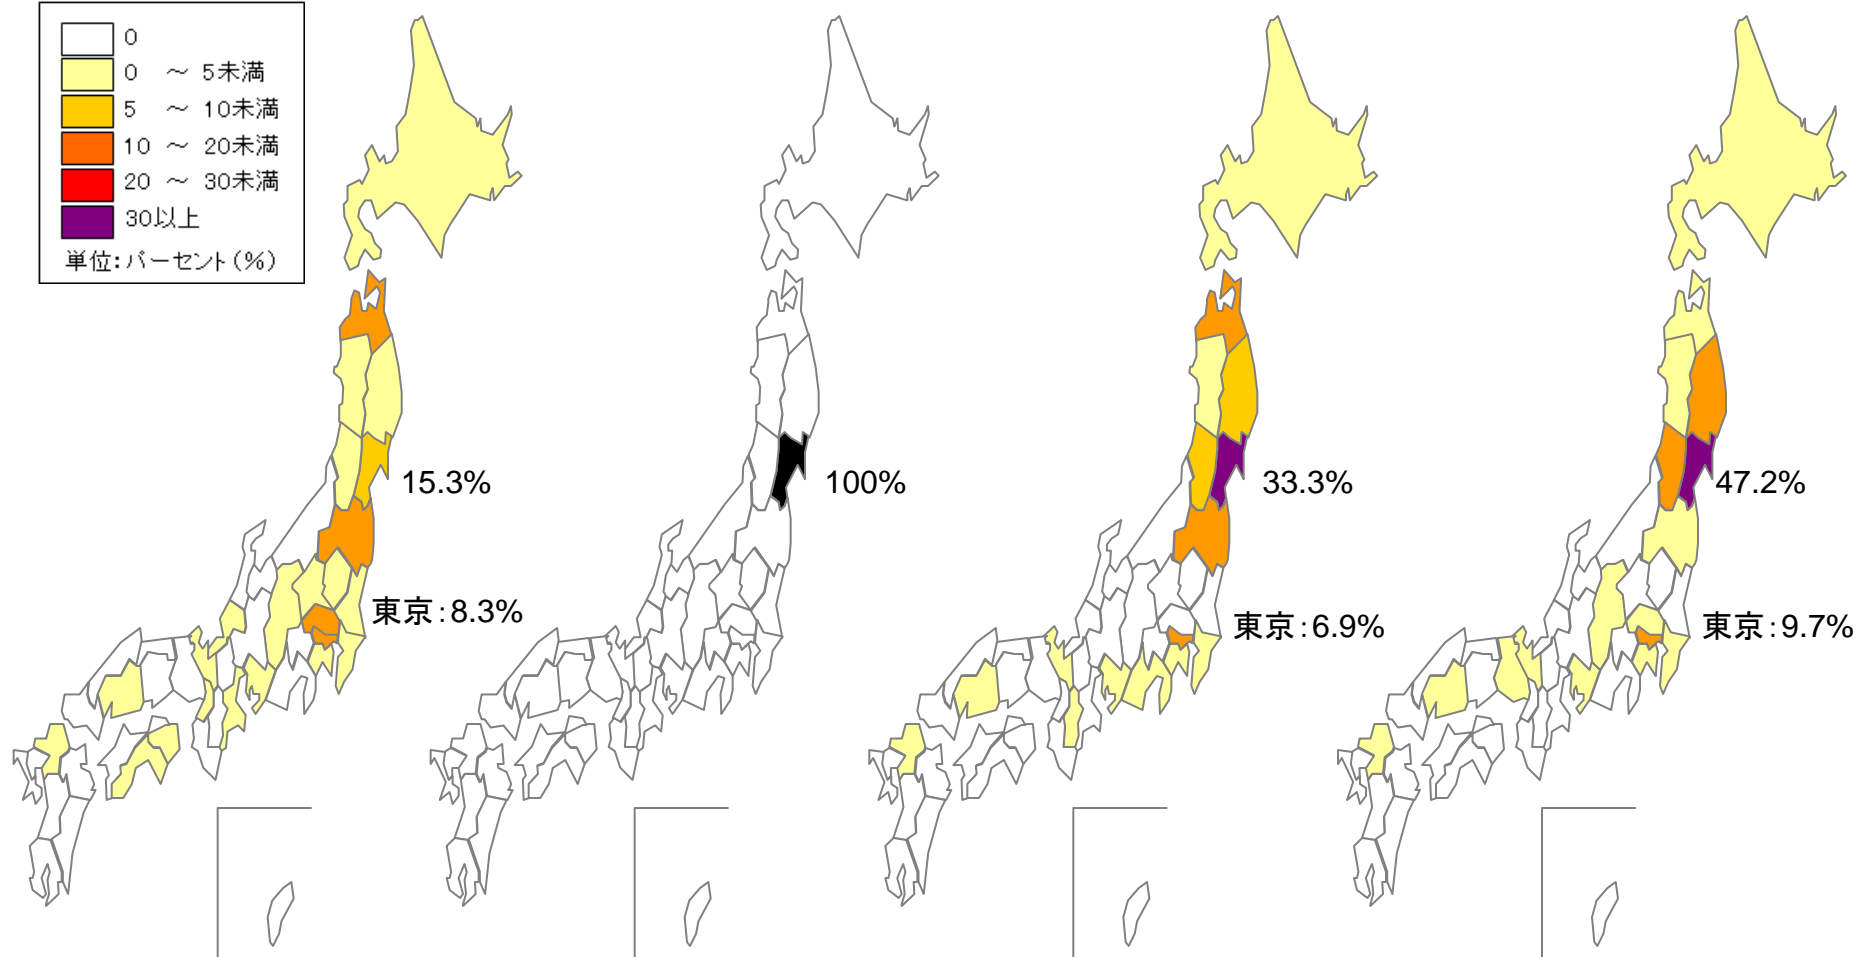 0
0 ～ 5未満
5 ～ 10未満
10 ～ 20未満
20 ～ 30未満
30以上
単位:パーセント(%)
15.3%
100%
33.3%
47.2%
東京:8.3%
東京:6.9%
東京:9.7%